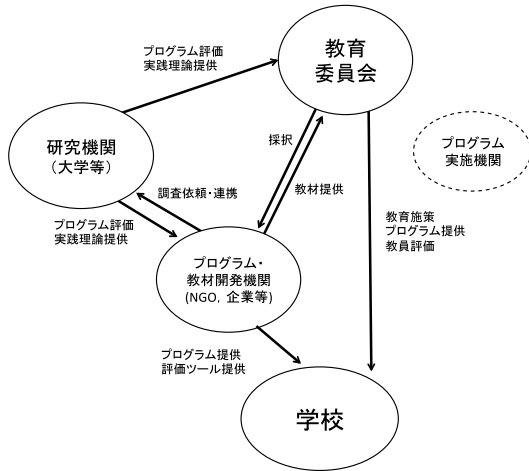 プログラム評価
実践理論提供
教育
委員会
研究機関
（大学等）
採択
プログラム
実施機関
調査依頼・連携
教材提供
プログラム評価
実践理論提供
教育施策
プログラム提供
教員評価
プログラム・
教材開発機関
(NGO, 企業等)
プログラム提供
評価ツール提供
学校